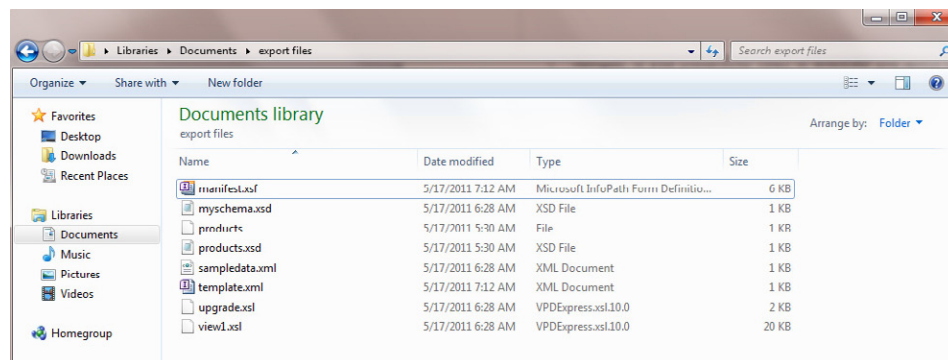 Libraries Documents export files Search export files
Organize Share with New folder
Favorites
Desktop
Downloads
Recent Places
Libraries
Documents
Music
Pictures
Videos
Homegroup
Documents library
export files
Arrange by: Folder
Name Date modified Type Size
manifest.xsf 5/17/2011 7:12 AM Microsoft InfoPath Form Definitio... 6 KB
myschema.xsd 5/17/2011 6:28 AM XSD File 1 KB
products 5/17/2011 5:30 AM File 1 KB
products.xsd 5/17/2011 5:30 AM XSD File 1 KB
sampledata.xml 5/17/2011 6:28 AM XML Document 1 KB
template.xml 5/17/2011 7:12 AM XML Document 1 KB
upgrade.xsl 5/17/2011 6:28 AM VPDExpress.xsl.10.0 2 KB
view1.xsl 5/17/2011 6:28 AM VPDExpress.xsl.10.0 20 KB